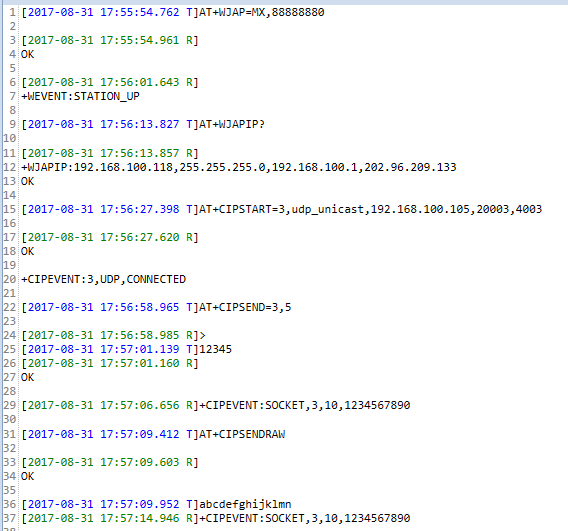 1 [2017-08-31 17:55:54.762 T]AT+WJAP=MX,88888880
2
3 [2017-08-31 17:55:54.961 R]
4 OK
5
6 [2017-08-31 17:56:01.643 R]
7 +WEVENT:STATION_UP
8
9 [2017-08-31 17:56:13.827 T]AT+WJAPIP?
10
11 [2017-08-31 17:56:13.857 R]
12 +WJAPIP:192.168.100.118,255.255.255.0,192.168.100.1,202.96.209.133
13 OK
14
15 [2017-08-31 17:56:27.398 T]AT+CIPSTART=3,udp_unicast,192.168.100.105,20003,4003
16
17 [2017-08-31 17:56:27.620 R]
18 OK
19
20 +CIPEVENT:3,UDP,CONNECTED
21
22 [2017-08-31 17:56:58.965 T]AT+CIPSEND=3,5
23
24 [2017-08-31 17:56:58.985 R]>
25 [2017-08-31 17:57:01.139 T]12345
26 [2017-08-31 17:57:01.160 R]
27 OK
28
29 [2017-08-31 17:57:06.656 R]+CIPEVENT:SOCKET,3,10,1234567890
30
31 [2017-08-31 17:57:09.412 T]AT+CIPSENDRAW
32
33 [2017-08-31 17:57:09.603 R]
34 OK
35
36 [2017-08-31 17:57:09.952 T]abcdefghijklmn
37 [2017-08-31 17:57:14.946 R]+CIPEVENT:SOCKET,3,10,1234567890